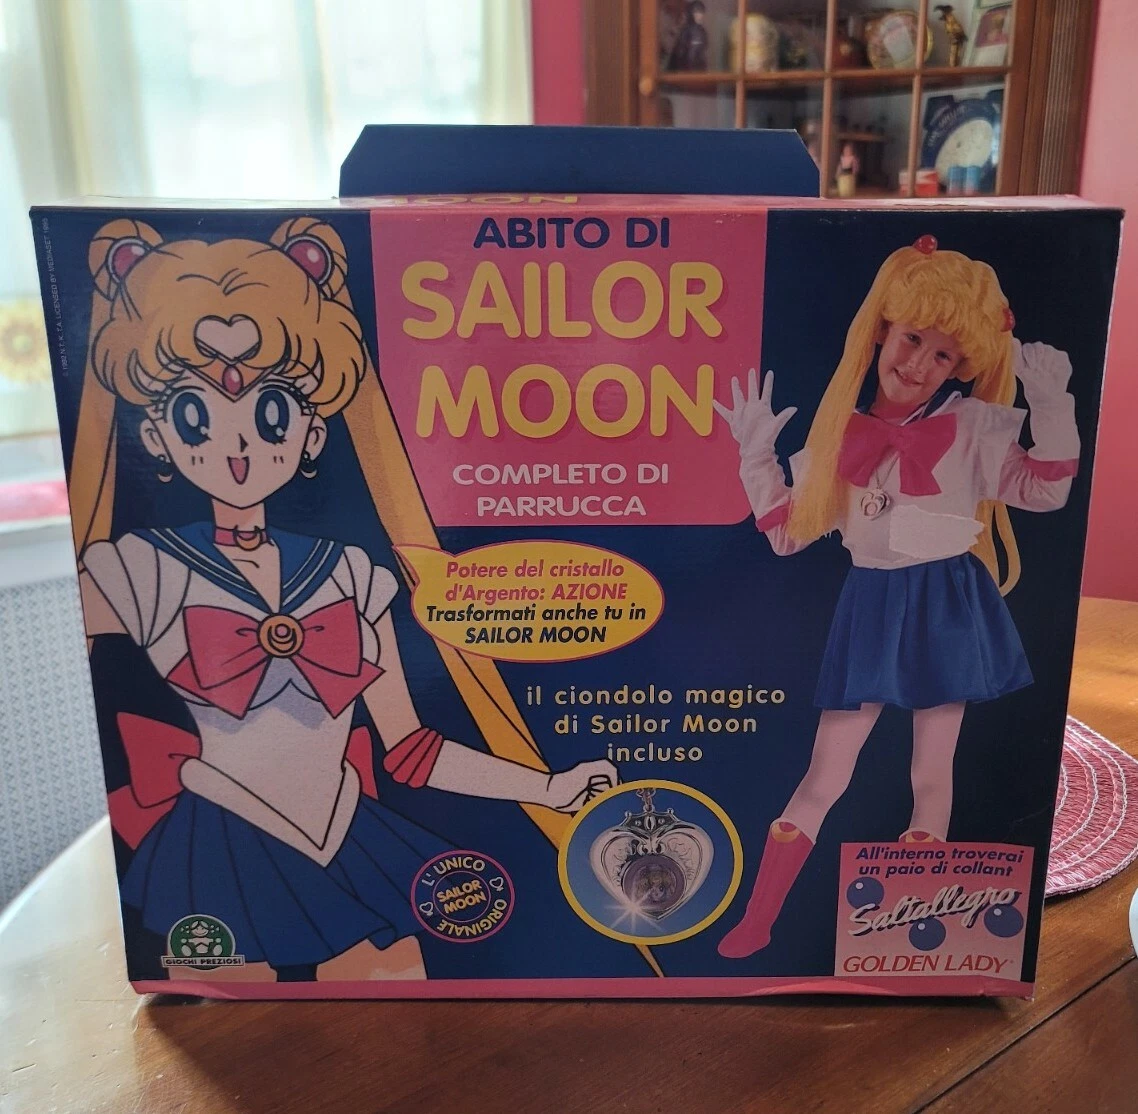 MOON
ABITO DI
SAILOR
MOON
COMPLETO DI
PARRUCCA
Potere del cristallo
d'Argento: AZIONE
Trasformati anche tu in
SAILOR MOON
il ciondolo magico
di Sailor Moon
incluso
L'UNICO
SAILOR
MOON
ORIGINALE
GIOCHI PREZIOSI
All'interno troverai
un paio di collant
Saltallegro
GOLDEN LADY